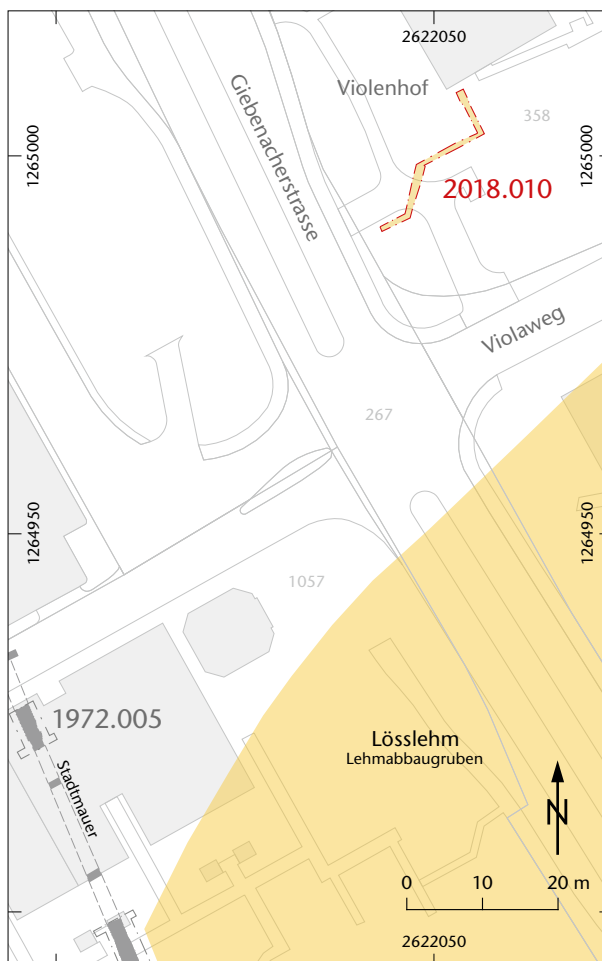 2622050
Violenhof
Giebenacherstrasse
358
1265000
1265000
2018.010
Violaweg
267
1264950
1264950
1057
1972.005
Stadtmauer
Lösslehm
Lehmabbaugruben
N
0 10 20 m
2622050